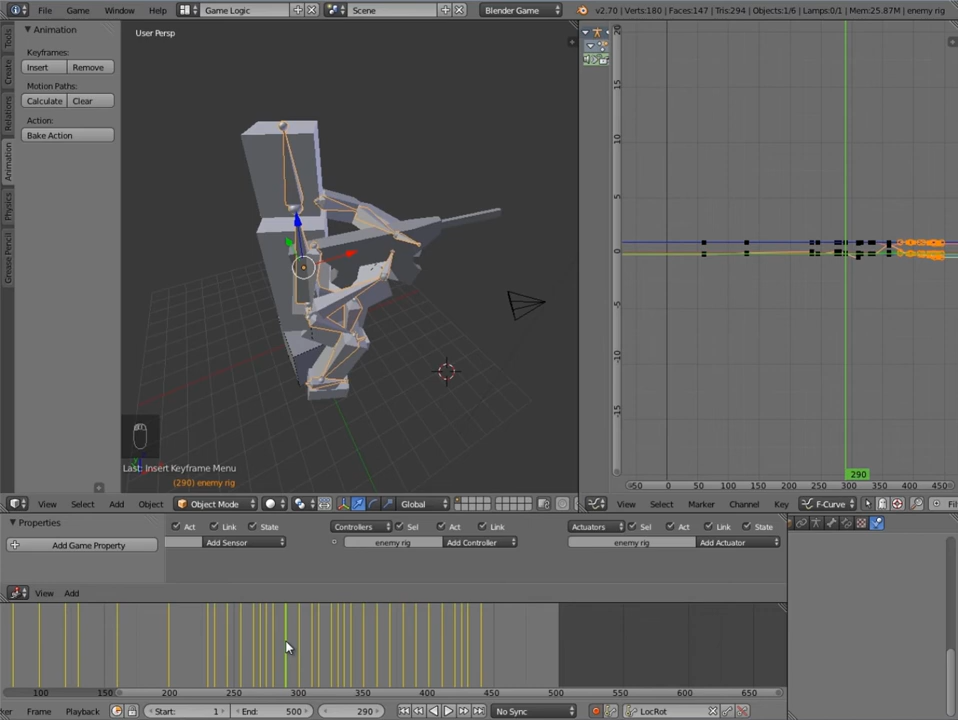 File Game Window Help Game Logic Scene Blender Game v2.70 | Verts:180 | Faces:147 | Tris:294 | Objects:1/6 | Lamps:0/1 | Mem:25.87M | enemy rig
Tools
Create
Relations
Animation
Physics
Grease Pencil
Animation
Keyframes:
Insert Remove
Motion Paths:
Calculate Clear
Action:
Bake Action
User Persp
Last: Insert Keyframe Menu
(290) enemy rig
20
15
10
5
0
-5
-10
-15
290
-50 0 50 100 150 200 250 300 350 400 450
View Select Add Object Object Mode Global
View Select Marker Channel Key F-Curve
Properties
Add Game Property
Act Link State
Add Sensor
Controllers Sel Act Link
enemy rig Add Controller
Actuators Sel Act Link State
enemy rig Add Actuator
View Add
100 150 200 250 300 350 400 450 500 550 600 650
Frame Playback Start: 1 End: 500 290 No Sync LocRot